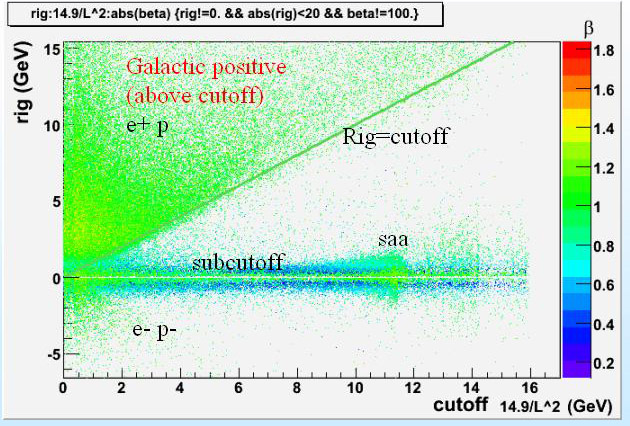 rig:14.9/L^2:abs(beta) {rig!=0. && abs(rig)<20 && beta!=100.}
β
rig (GeV)
15
10
5
0
-5
Galactic positive
(above cutoff)
e+ p
Rig=cutoff
saa
subcutoff
e- p-
1.8
1.6
1.4
1.2
1
0.8
0.6
0.4
0.2
0 2 4 6 8 10 12 14 16
cutoff 14.9/L^2 (GeV)